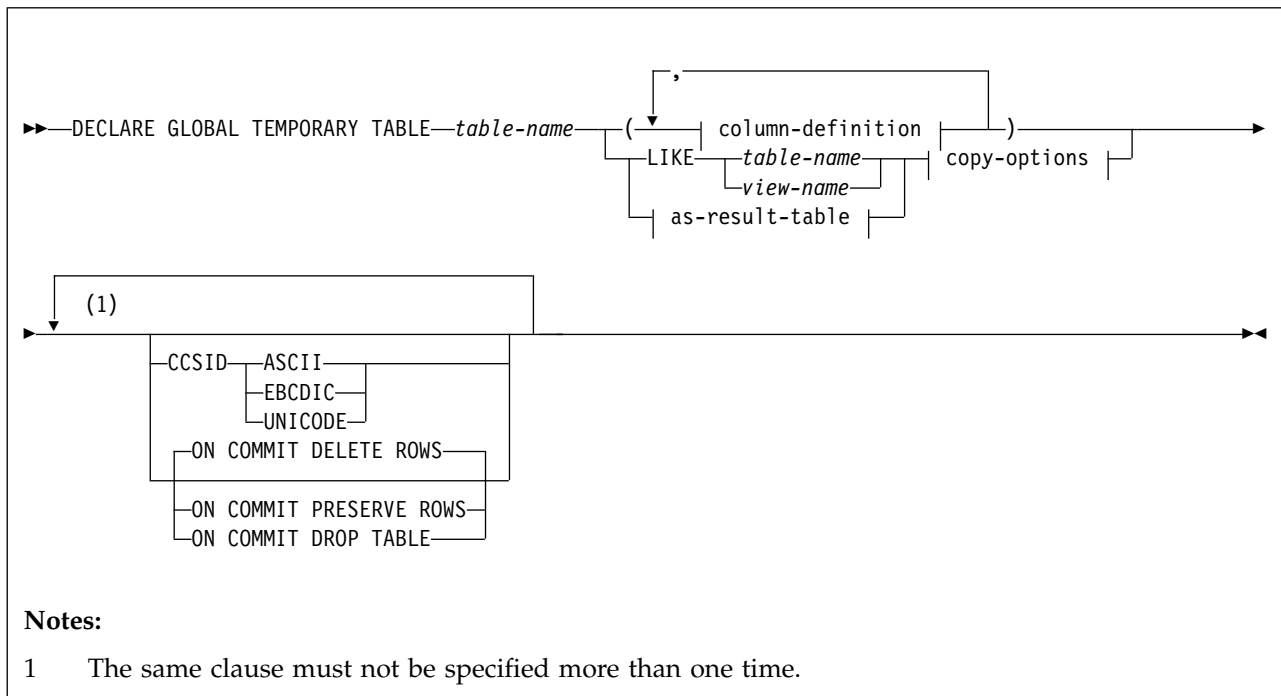 ,
DECLARE GLOBAL TEMPORARY TABLE table-name ( column-definition )
LIKE table-name copy-options
view-name
as-result-table
(1)
CCSID ASCII
EBCDIC
UNICODE
ON COMMIT DELETE ROWS
ON COMMIT PRESERVE ROWS
ON COMMIT DROP TABLE
Notes:
1 The same clause must not be specified more than one time.